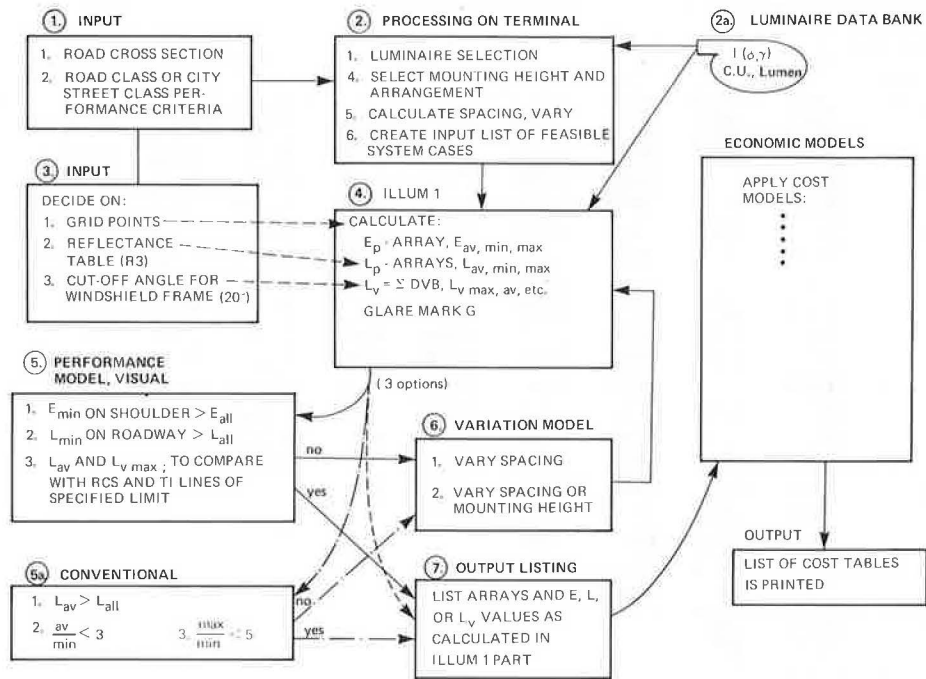 1. INPUT
1. ROAD CROSS SECTION
2. ROAD CLASS OR CITY
STREET CLASS PER-
FORMANCE CRITERIA
2. PROCESSING ON TERMINAL
1. LUMINAIRE SELECTION
4. SELECT MOUNTING HEIGHT AND
ARRANGEMENT
5. CALCULATE SPACING, VARY
6. CREATE INPUT LIST OF FEASIBLE
SYSTEM CASES
2a. LUMINAIRE DATA BANK
I (σ,γ)
C.U., Lumen
3. INPUT
DECIDE ON:
1. GRID POINTS
2. REFLECTANCE
TABLE (R3)
3. CUT-OFF ANGLE FOR
WINDSHIELD FRAME (20°)
4. ILLUM 1
CALCULATE:
Ep - ARRAY, Eav, min, max
Lp - ARRAYS, Lav, min, max
Lv = Σ DVB, Lv max, av, etc.
GLARE MARK G
(3 options)
ECONOMIC MODELS
APPLY COST
MODELS:
5. PERFORMANCE
MODEL, VISUAL
1. Emin ON SHOULDER > Eall
2. Lmin ON ROADWAY > Lall
3. Lav AND Lv max ; TO COMPARE
WITH RCS AND TI LINES OF
SPECIFIED LIMIT
no
yes
6. VARIATION MODEL
1. VARY SPACING
2. VARY SPACING OR
MOUNTING HEIGHT
5a. CONVENTIONAL
1. Lav > Lall
2. av/min < 3
3. max/min 5
no
yes
7. OUTPUT LISTING
LIST ARRAYS AND E, L,
OR Lv VALUES AS
CALCULATED IN
ILLUM 1 PART
OUTPUT
LIST OF COST TABLES
IS PRINTED